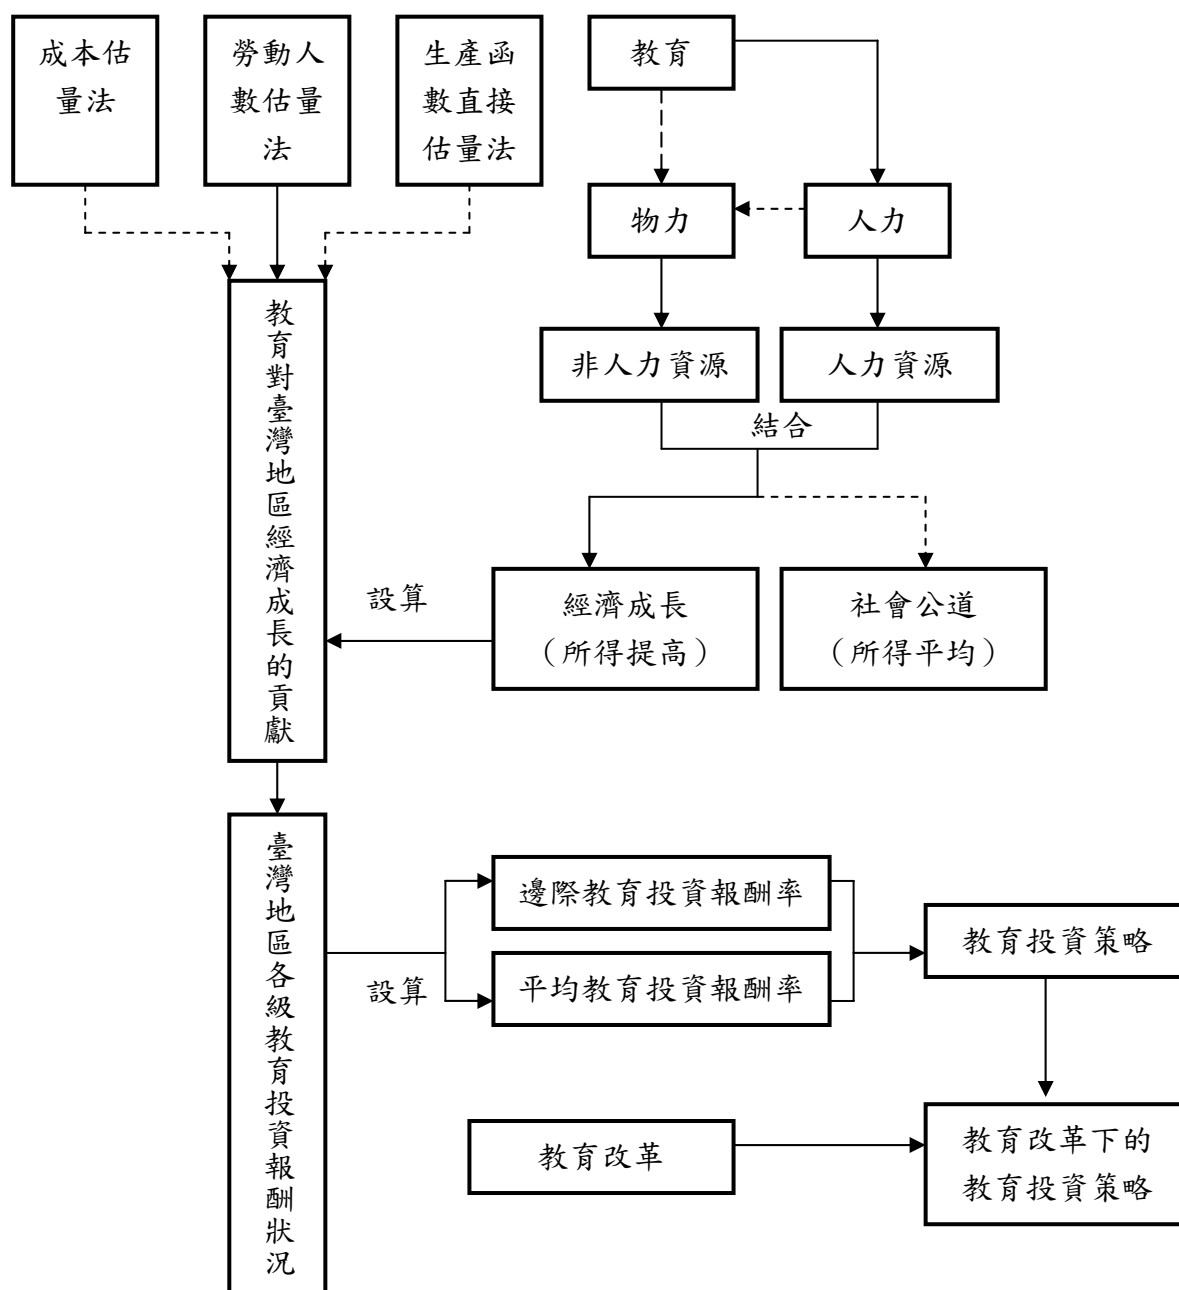 成本估
量法
勞動人
數估量
法
生產函
數直接
估量法
教育
物力
人力
非人力資源
人力資源
結合
教育對臺灣地區經濟成長的貢獻
設算
經濟成長
（所得提高）
社會公道
（所得平均）
臺灣地區各級教育投資報酬狀況
設算
邊際教育投資報酬率
平均教育投資報酬率
教育投資策略
教育改革
教育改革下的
教育投資策略